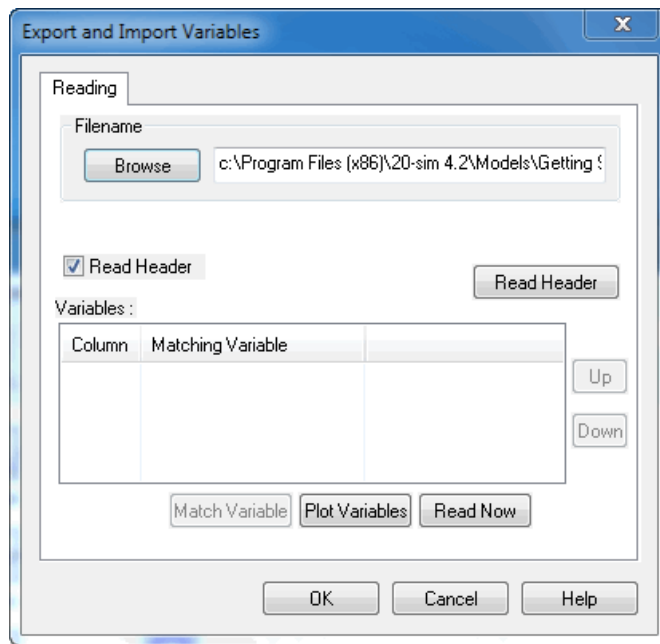 Export and Import Variables
X
Reading
Filename
Browse c:\Program Files (x86)\20-sim 4.2\Models\Getting
Read Header
Read Header
Variables :
Column Matching Variable
Up
Down
Match Variable Plot Variables Read Now
OK Cancel Help